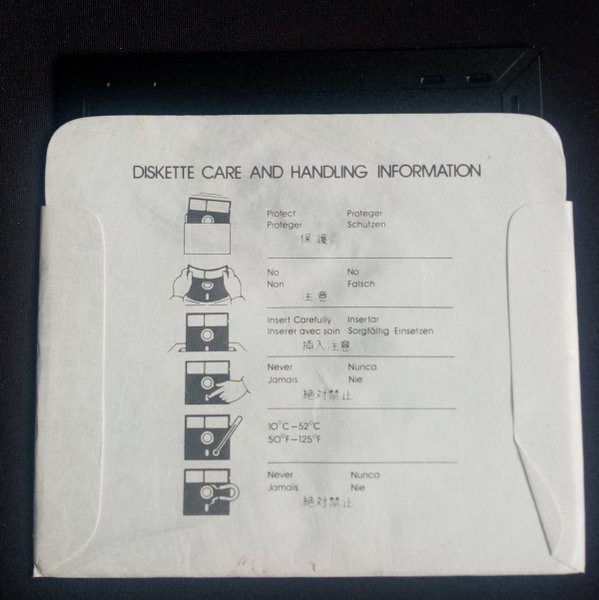 DISKETTE CARE AND HANDLING INFORMATION
Protect Proteger
Protéger Schützen
保護
No No
Non Falsch
注意
Insert Carefully Insertar
Inserer avec soin Sorgfältig Einsetzen
挿入注意
Never Nunca
Jamais Nie
絶対禁止
10°C–52°C
50°F–125°F
Never Nunca
Jamais Nie
絶対禁止